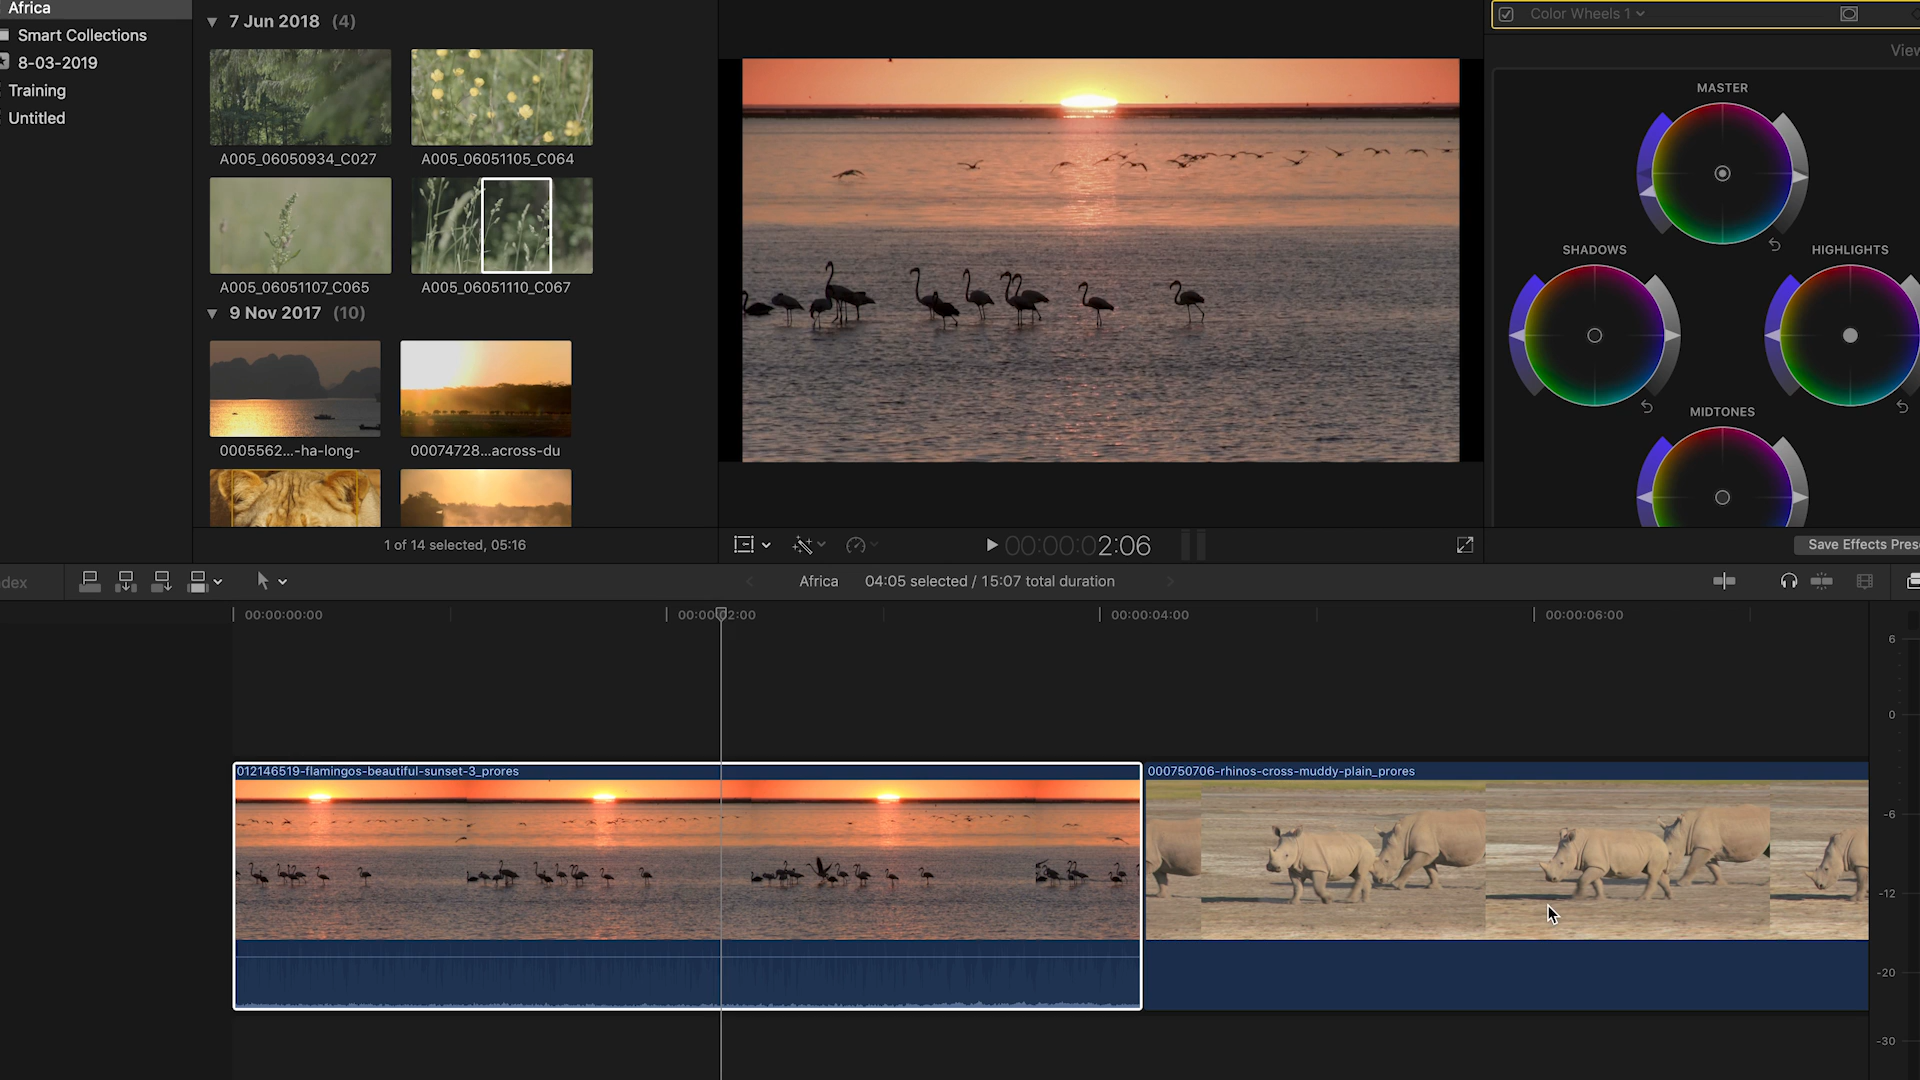 Africa
Smart Collections
8-03-2019
Training
Untitled
7 Jun 2018 (4)
A005_06050934_C027
A005_06051105_C064
A005_06051107_C065
A005_06051110_C067
9 Nov 2017 (10)
0005562...-ha-long-
00074728...across-du
1 of 14 selected, 05:16
00:00:02:06
Color Wheels 1
View
MASTER
SHADOWS
HIGHLIGHTS
MIDTONES
Save Effects Pres
dex
Africa
04:05 selected / 15:07 total duration
00:00:00:00
00:00:02:00
00:00:04:00
00:00:06:00
012146519-flamingos-beautiful-sunset-3_prores
000750706-rhinos-cross-muddy-plain_prores
6
0
-6
-12
-20
-30